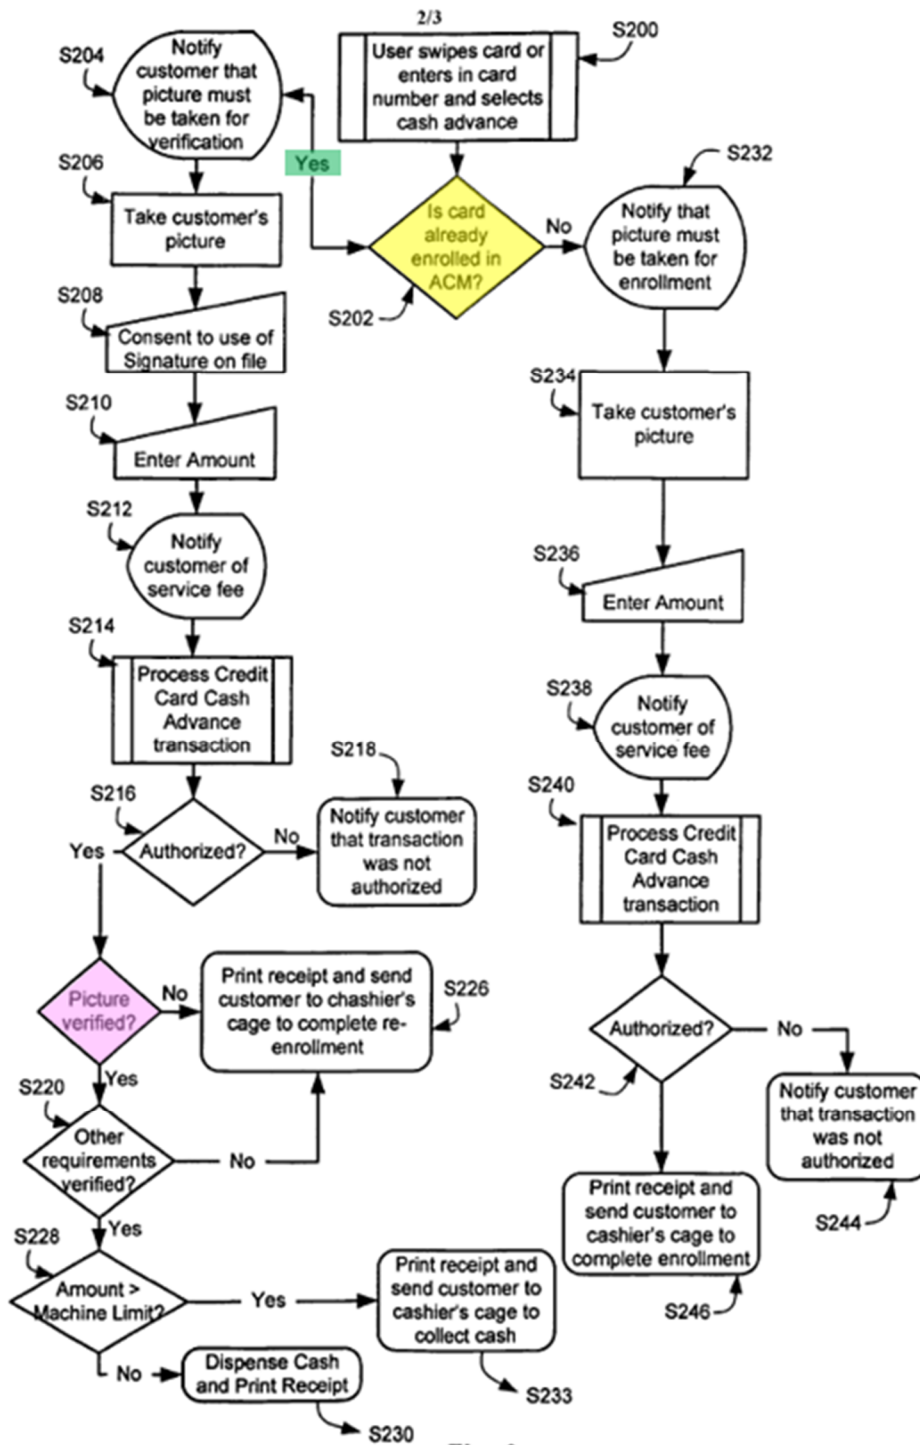 2/3
S200
User swipes card or
enters in card
number and selects
cash advance
S204
Notify
customer that
picture must
be taken for
verification
Yes
S202
Is card
already
enrolled in
ACM?
No
S232
Notify that
picture must
be taken for
enrollment
S206
Take customer's
picture
S208
Consent to use of
Signature on file
S210
Enter Amount
S212
Notify
customer of
service fee
S214
Process Credit
Card Cash
Advance
transaction
S216
Authorized?
No
S218
Notify customer
that transaction
was not
authorized
Yes
Picture
verified?
No
Print receipt and send
customer to chashier's
cage to complete re-
enrollment
S226
Yes
S220
Other
requirements
verified?
No
Yes
S228
Amount >
Machine Limit?
Yes
Print receipt and
send customer to
cashier's cage to
collect cash
S233
No
Dispense Cash
and Print Receipt
S230
S234
Take customer's
picture
S236
Enter Amount
S238
Notify
customer of
service fee
S240
Process Credit
Card Cash
Advance
transaction
Authorized?
S242
No
Notify customer
that transaction
was not
authorized
S244
Print receipt and
send customer to
cashier's cage to
complete enrollment
S246